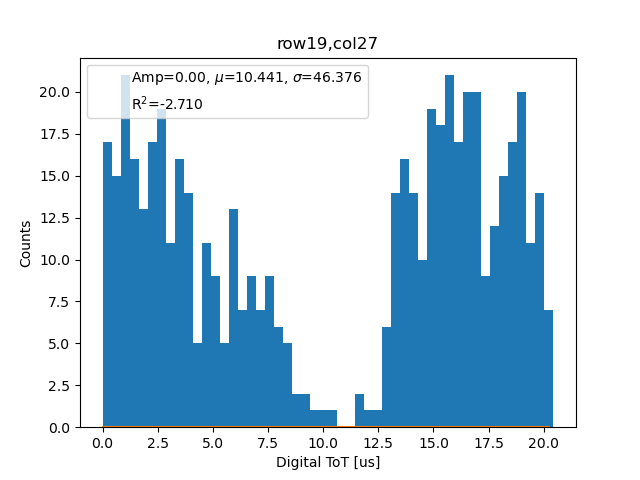 row19,col27
Amp=0.00, μ=10.441, σ=46.376
R²=-2.710
20.0
17.5
15.0
12.5
10.0
7.5
5.0
2.5
0.0
Counts
0.0 2.5 5.0 7.5 10.0 12.5 15.0 17.5 20.0
Digital ToT [us]